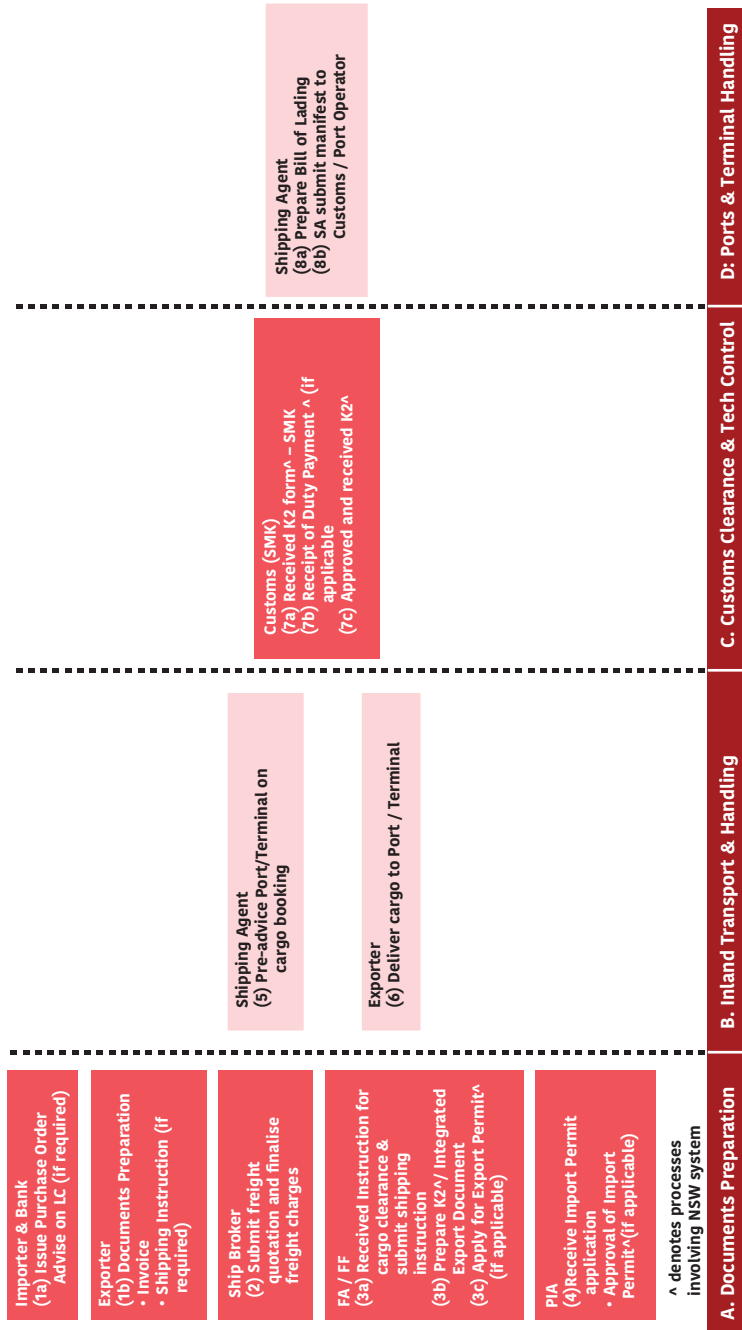 Importer & Bank
(1a) Issue Purchase Order
Advise on LC (if required)
Exporter
(1b) Documents Preparation
• Invoice
• Shipping Instruction (if
required)
Ship Broker
(2) Submit freight
quotation and finalise
freight charges
FA / FF
(3a) Received Instruction for
cargo clearance &
submit shipping
instruction
(3b) Prepare K2^/ Integrated
Export Document
(3c) Apply for Export Permit^
(if applicable)
PIA
(4)Receive Import Permit
application
• Approval of Import
Permit^(if applicable)
^ denotes processes
involving NSW system
A. Documents Preparation
Shipping Agent
(5) Pre-advice Port/Terminal on
cargo booking
Exporter
(6) Deliver cargo to Port / Terminal
B. Inland Transport & Handling
Customs (SMK)
(7a) Received K2 form^ – SMK
(7b) Receipt of Duty Payment ^ (if
applicable
(7c) Approved and received K2^
C. Customs Clearance & Tech Control
Shipping Agent
(8a) Prepare Bill of Lading
(8b) SA submit manifest to
Customs / Port Operator
D: Ports & Terminal Handling